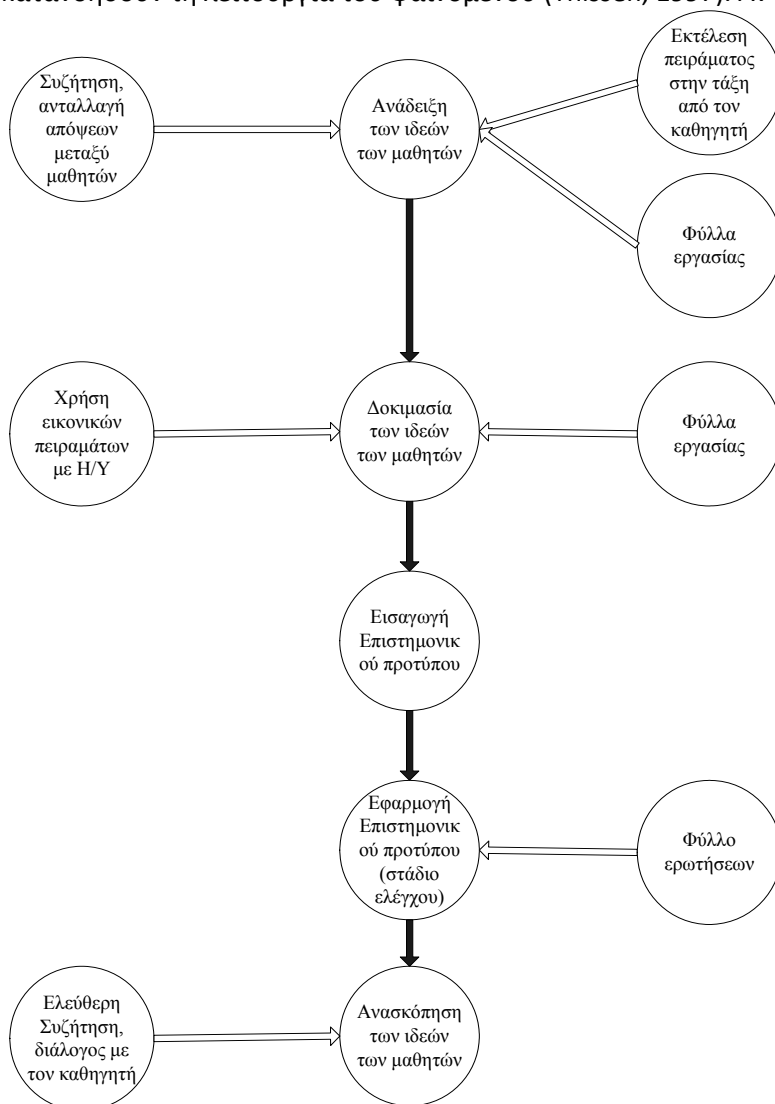 Συζήτηση,
ανταλλαγή
απόψεων
μεταξύ
μαθητών
Ανάδειξη
των ιδεών
των μαθητών
Εκτέλεση
πειράματος
στην τάξη
από τον
καθηγητή
Φύλλα
εργασίας
Χρήση
εικονικών
πειραμάτων
με Η/Υ
Δοκιμασία
των ιδεών
των μαθητών
Φύλλα
εργασίας
Εισαγωγή
Επιστημονικ
ού προτύπου
Εφαρμογή
Επιστημονικ
ού προτύπου
(στάδιο
ελέγχου)
Φύλλο
ερωτήσεων
Ελεύθερη
Συζήτηση,
διάλογος με
τον καθηγητή
Ανασκόπηση
των ιδεών
των μαθητών